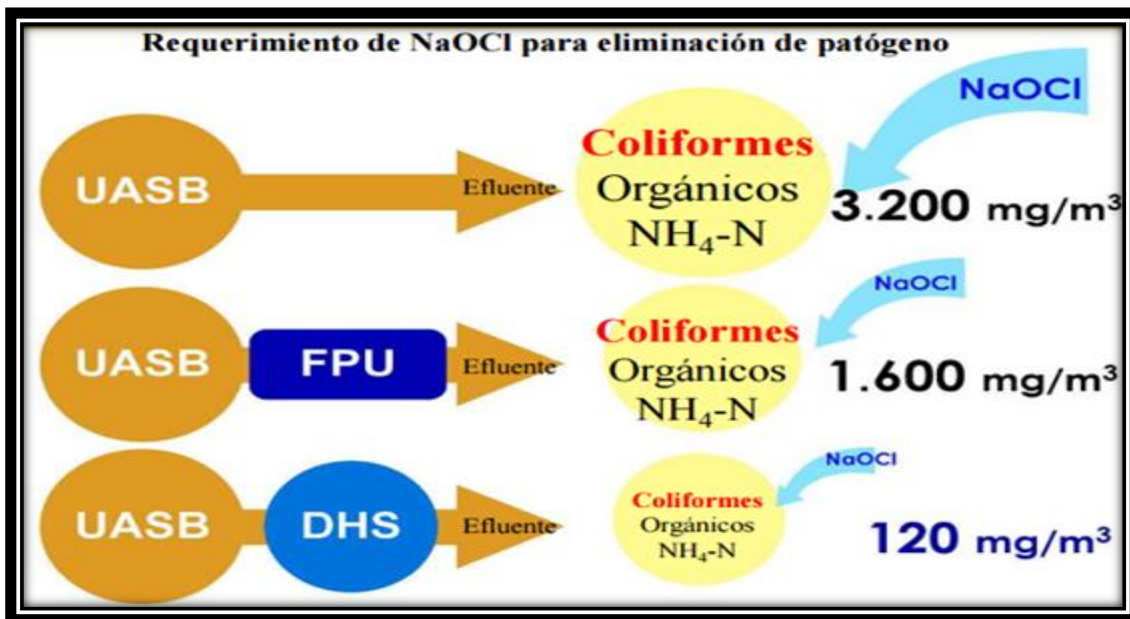 Requerimiento de NaOCl para eliminación de patógeno
NaOCl
UASB
Efluente
Coliformes
Orgánicos
NH₄-N
3.200 mg/m³
NaOCl
UASB
FPU
Efluente
Coliformes
Orgánicos
NH₄-N
1.600 mg/m³
NaOCl
UASB
DHS
Efluente
Coliformes
Orgánicos
NH₄-N
120 mg/m³